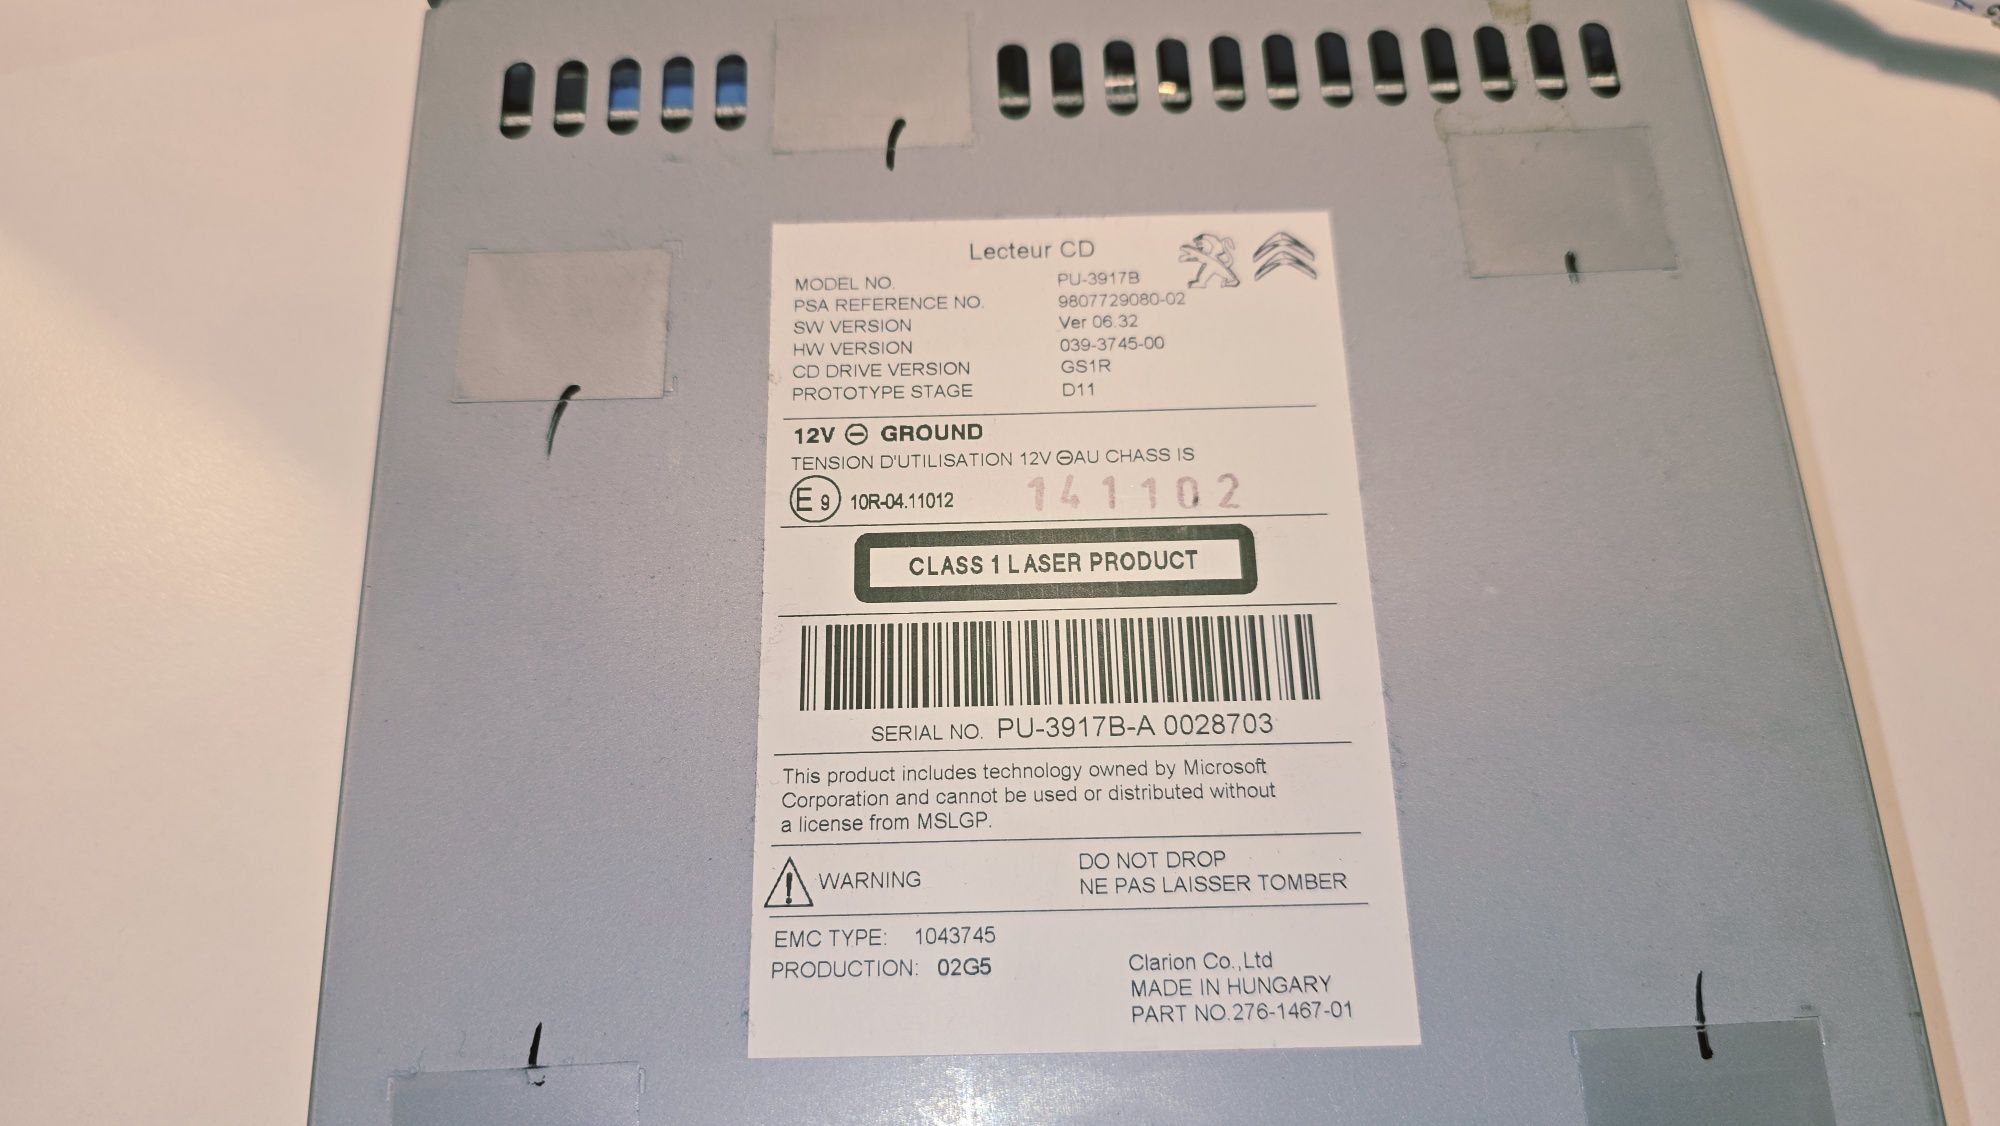 Lecteur CD
MODEL NO. PU-3917B
PSA REFERENCE NO. 9807729080-02
SW VERSION Ver 06.32
HW VERSION 039-3745-00
CD DRIVE VERSION GS1R
PROTOTYPE STAGE D11
12V ⊖ GROUND
TENSION D'UTILISATION 12V ⊖AU CHASS IS
E 9 10R-04.11012 141102
CLASS 1 LASER PRODUCT
SERIAL NO. PU-3917B-A 0028703
This product includes technology owned by Microsoft
Corporation and cannot be used or distributed without
a license from MSLGP.
WARNING DO NOT DROP
NE PAS LAISSER TOMBER
EMC TYPE: 1043745
PRODUCTION: 02G5
Clarion Co.,Ltd
MADE IN HUNGARY
PART NO.276-1467-01